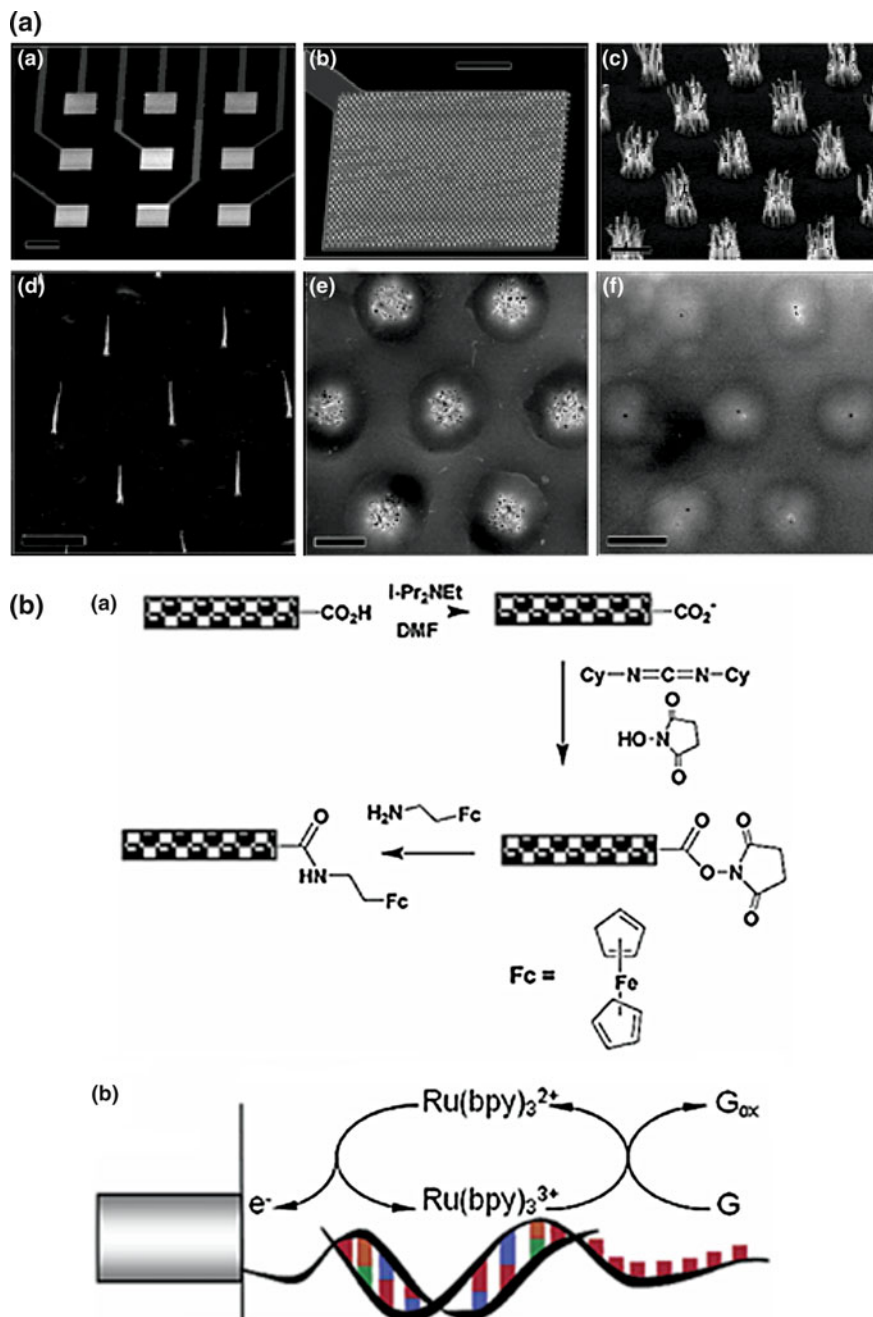 (a)
(a) (b) (c)
(d) (e) (f)
(b) (a)
CO₂H
i-Pr₂NEt
DMF
CO₂⁻
Cy–N=C=N–Cy
O
HO–N
O
H₂N Fc
O
HN
Fc
O O
O–N
O
Fc = Fe
(b)
Ru(bpy)₃²⁺ Gox
e⁻ Ru(bpy)₃³⁺ G